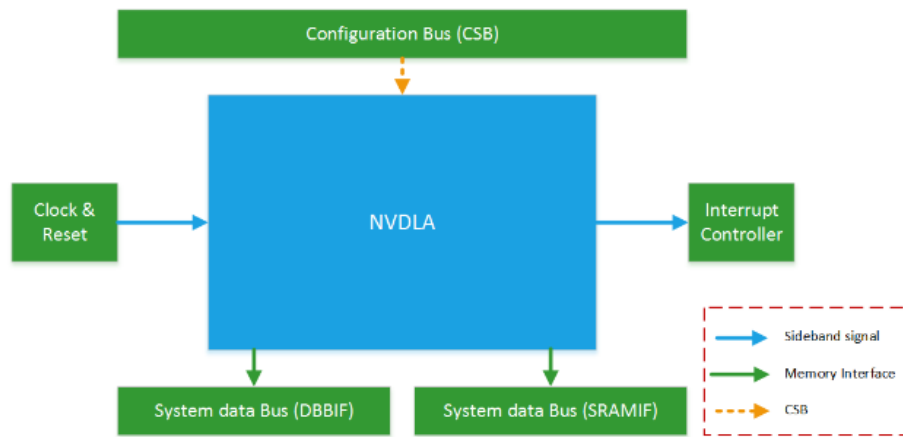 Configuration Bus (CSB)
Clock &
Reset
NVDLA
Interrupt
Controller
System data Bus (DBBIF)
System data Bus (SRAMIF)
Sideband signal
Memory Interface
CSB